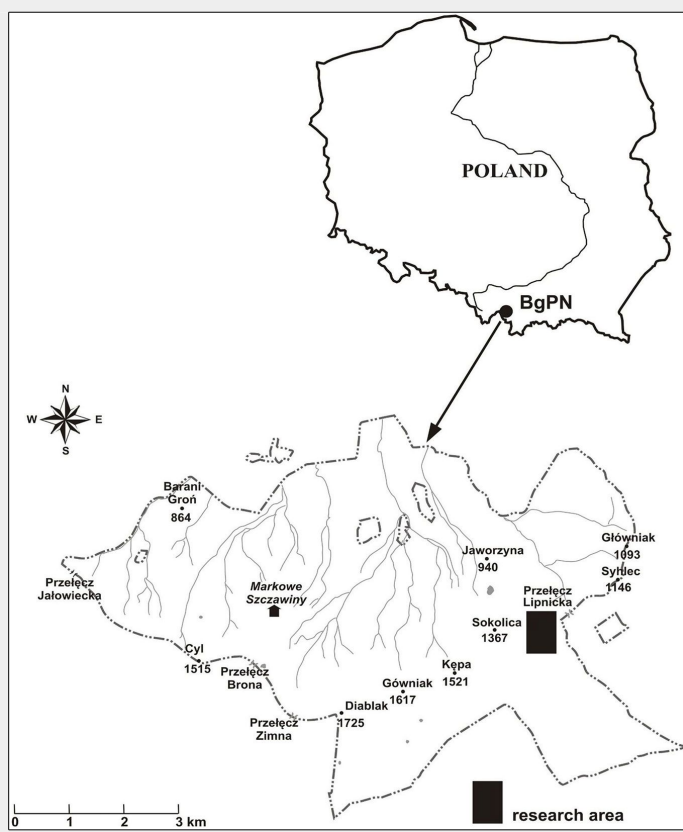 POLAND
BgPN
N
W E
S
Barani
Groń
864
Główniak
1093
Jaworzyna
940
Syhlec
1146
Przełęcz
Jałowiecka
Markowe
Szczawiny
Przełęcz
Lipnicka
Sokolica
1367
Cyl
1515
Przełęcz
Brona
Kępa
1521
Gówniak
1617
Diablak
1725
Przełęcz
Zimna
0 1 2 3 km
research area